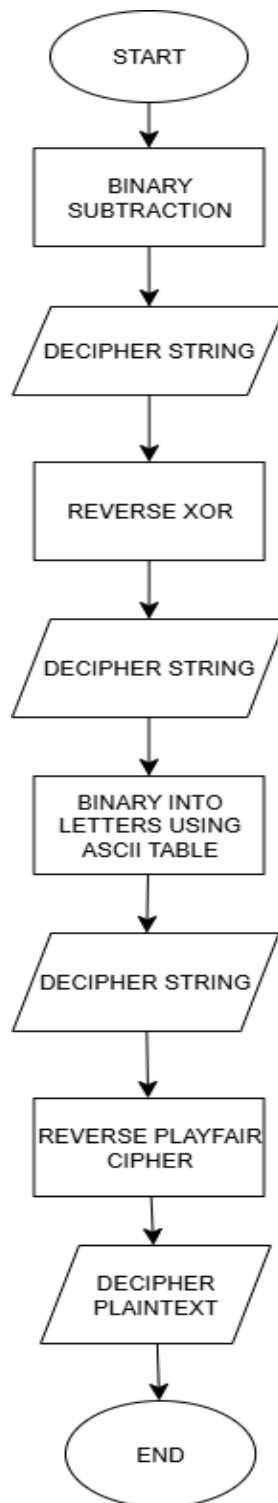 START
BINARY
SUBTRACTION
DECIPHER STRING
REVERSE XOR
DECIPHER STRING
BINARY INTO
LETTERS USING
ASCII TABLE
DECIPHER STRING
REVERSE PLAYFAIR
CIPHER
DECIPHER
PLAINTEXT
END